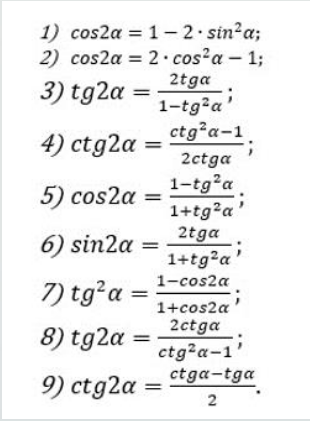 1) cos2α = 1 − 2 · sin²α;
2) cos2α = 2 · cos²α − 1;
3) tg2α = 2tgα / 1−tg²α ;
4) ctg2α = ctg²α−1 / 2ctgα ;
5) cos2α = 1−tg²α / 1+tg²α ;
6) sin2α = 2tgα / 1+tg²α ;
7) tg²α = 1−cos2α / 1+cos2α ;
8) tg2α = 2ctgα / ctg²α−1 ;
9) ctg2α = ctgα−tgα / 2 .